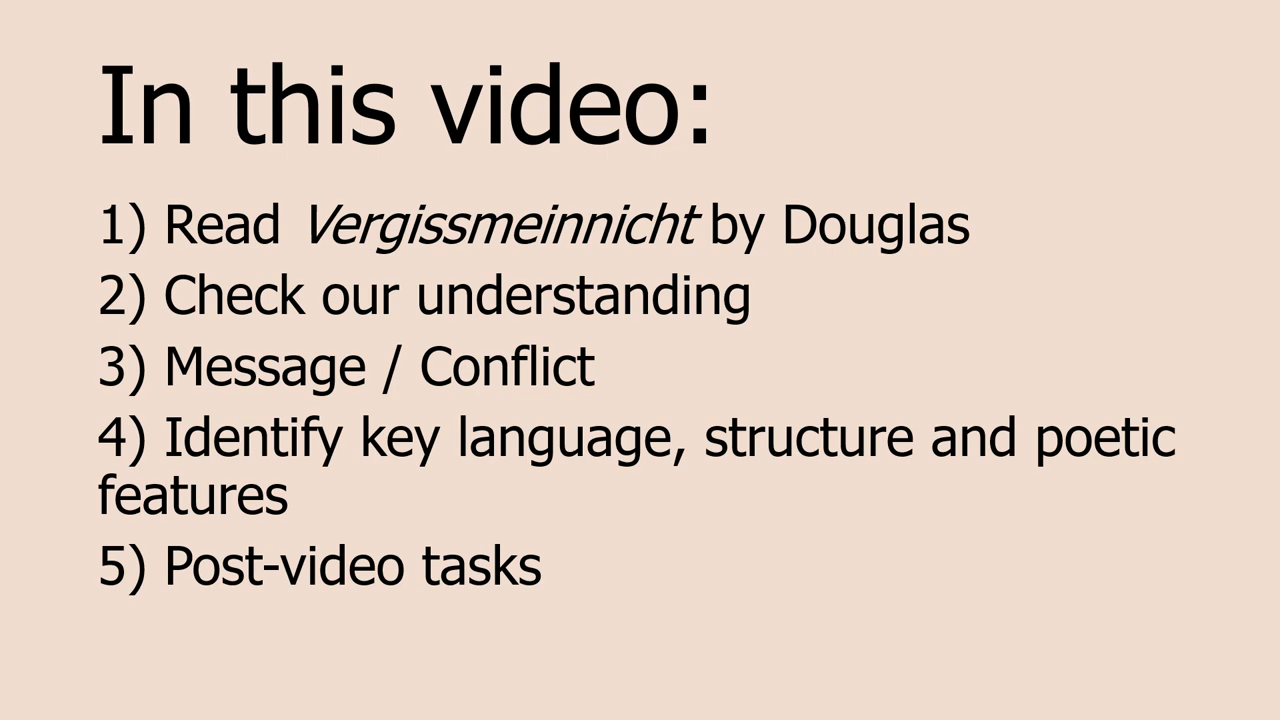 In this video:
1) Read Vergissmeinnicht by Douglas
2) Check our understanding
3) Message / Conflict
4) Identify key language, structure and poetic
features
5) Post-video tasks